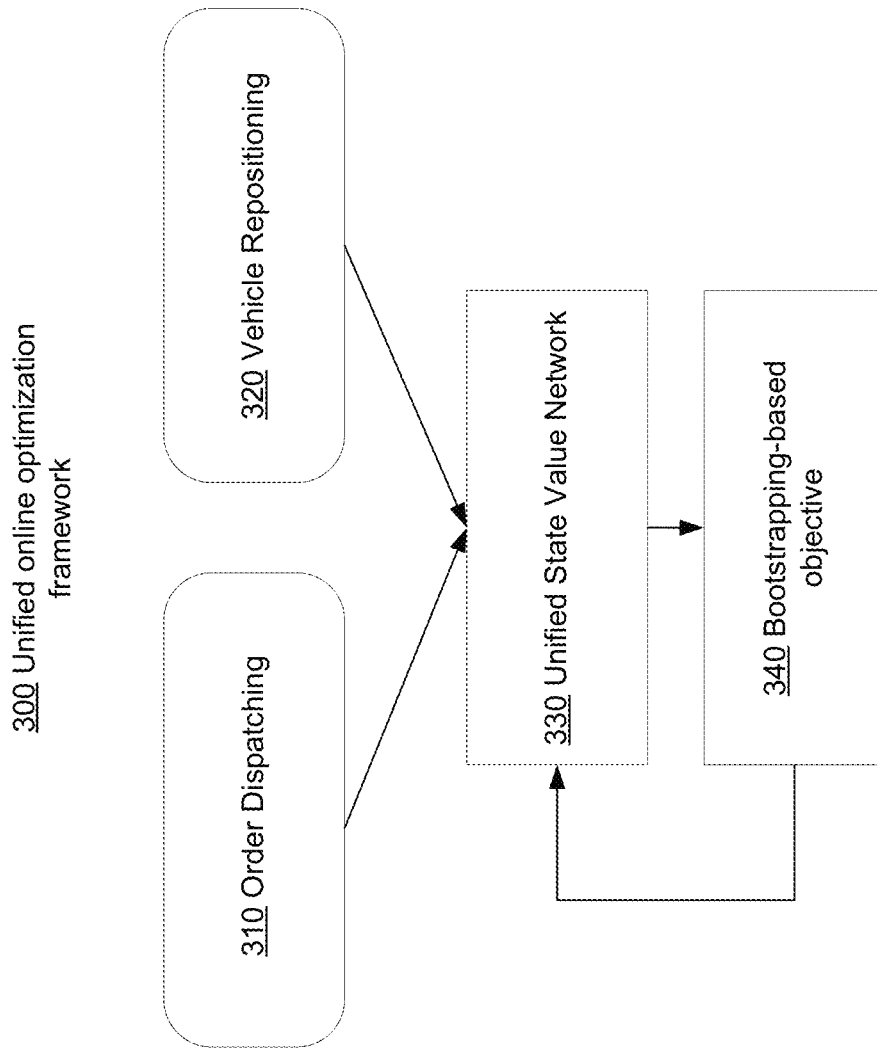 300 Unified online optimization
framework
310 Order Dispatching
320 Vehicle Repositioning
330 Unified State Value Network
340 Bootstrapping-based
objective